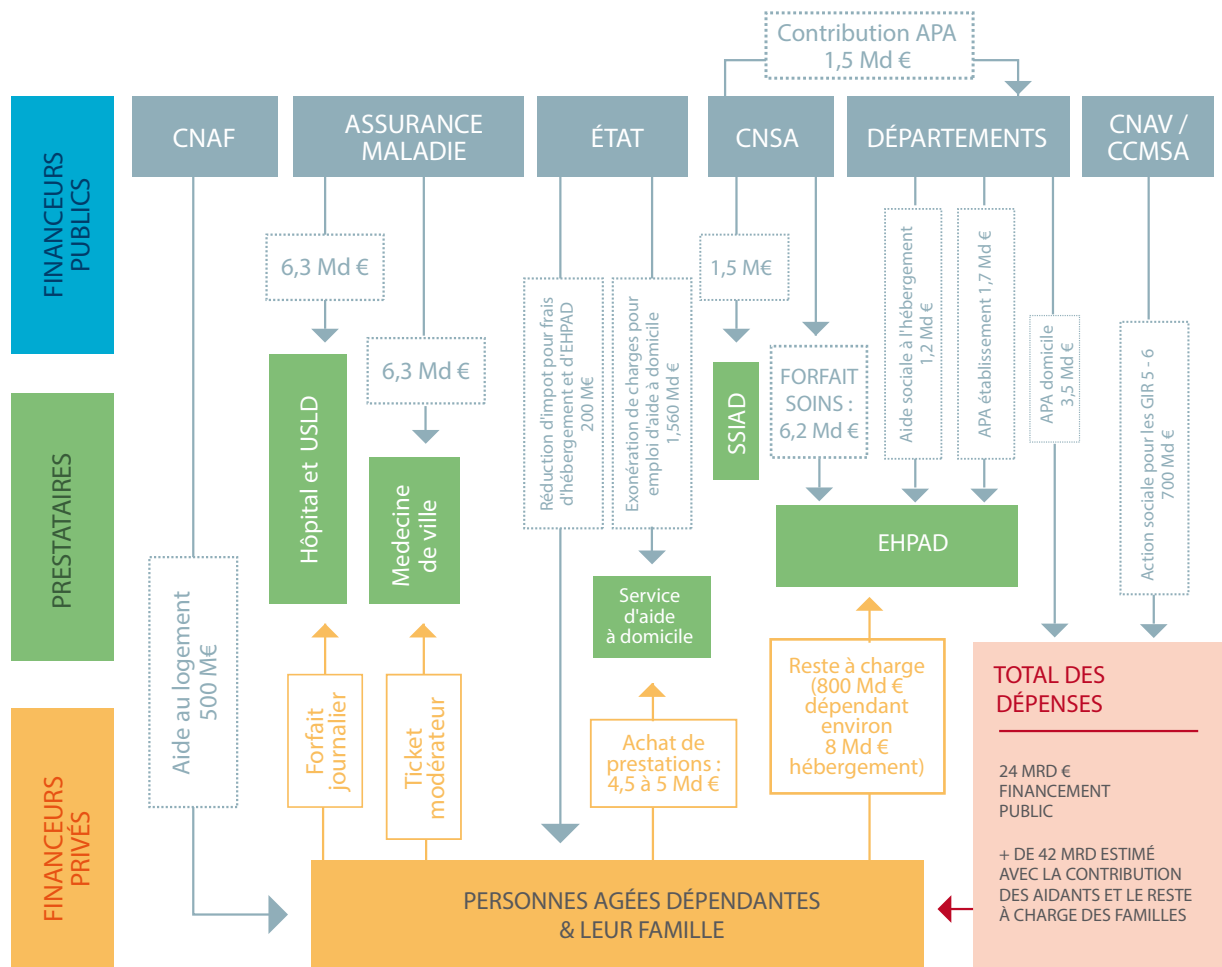 Contribution APA
1,5 Md €
FINANCEURS
PUBLICS
CNAF
ASSURANCE
MALADIE
ÉTAT
CNSA
DÉPARTEMENTS
CNAV /
CCMSA
6,3 Md €
6,3 Md €
Réduction d'impot pour frais
d'hébergement et d'EHPAD
200 M€
Exonération de charges pour
emploi d'aide à domicile
1,560 Md €
1,5 M€
FORFAIT
SOINS :
6,2 Md €
Aide sociale à l'hébergement
1,2 Md €
APA établissement 1,7 Md €
APA domicile
3,5 Md €
Action sociale pour les GIR 5 - 6
700 Md €
PRESTATAIRES
Hôpital et USLD
Medecine
de ville
SSIAD
EHPAD
Service
d'aide
à domicile
Aide au logement
500 M€
FINANCEURS
PRIVÉS
Forfait
journalier
Ticket
modérateur
Achat de
prestations :
4,5 à 5 Md €
Reste à charge
(800 Md €
dépendant
environ
8 Md €
hébergement)
TOTAL DES
DÉPENSES
24 MRD €
FINANCEMENT
PUBLIC
+ DE 42 MRD ESTIMÉ
AVEC LA CONTRIBUTION
DES AIDANTS ET LE RESTE
À CHARGE DES FAMILLES
PERSONNES AGÉES DÉPENDANTES
& LEUR FAMILLE